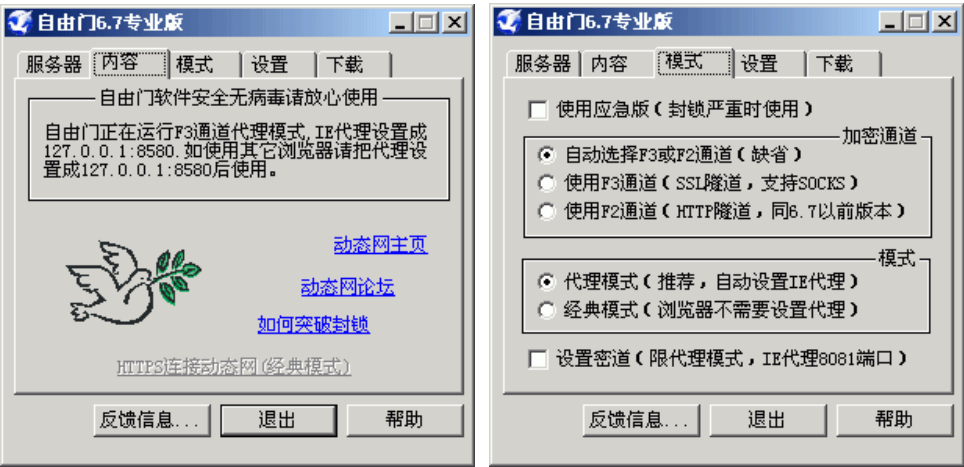 自由门6.7专业版
服务器 内容 模式 设置 下载
自由门软件安全无病毒请放心使用
自由门正在运行F3通道代理模式,IE代理设置成
127.0.0.1:8580.如使用其它浏览器请把代理设
置成127.0.0.1:8580后使用。
动态网主页
动态网论坛
如何突破封锁
HTTPS连接动态网(经典模式)
反馈信息... 退出 帮助
自由门6.7专业版
服务器 内容 模式 设置 下载
使用应急版(封锁严重时使用)
加密通道
自动选择F3或F2通道(缺省)
使用F3通道(SSL隧道,支持SOCKS)
使用F2通道(HTTP隧道,同6.7以前版本)
模式
代理模式(推荐,自动设置IE代理)
经典模式(浏览器不需要设置代理)
设置密道(限代理模式,IE代理8081端口)
反馈信息... 退出 帮助